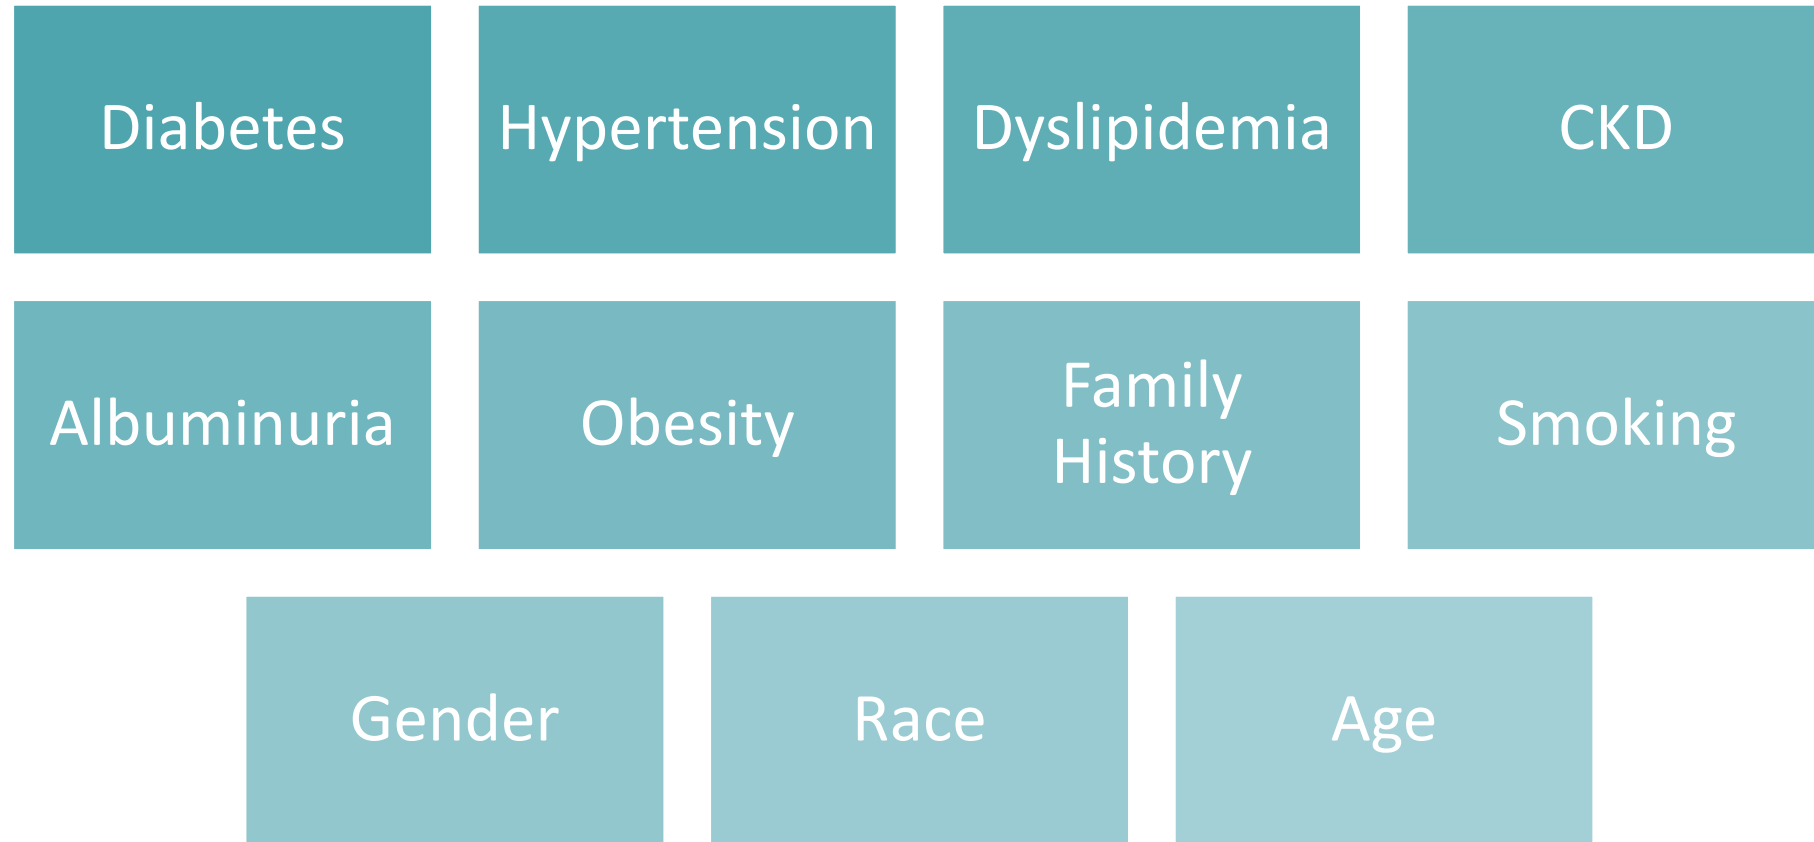 Diabetes
Hypertension
Dyslipidemia
CKD
Albuminuria
Obesity
Family
History
Smoking
Gender
Race
Age